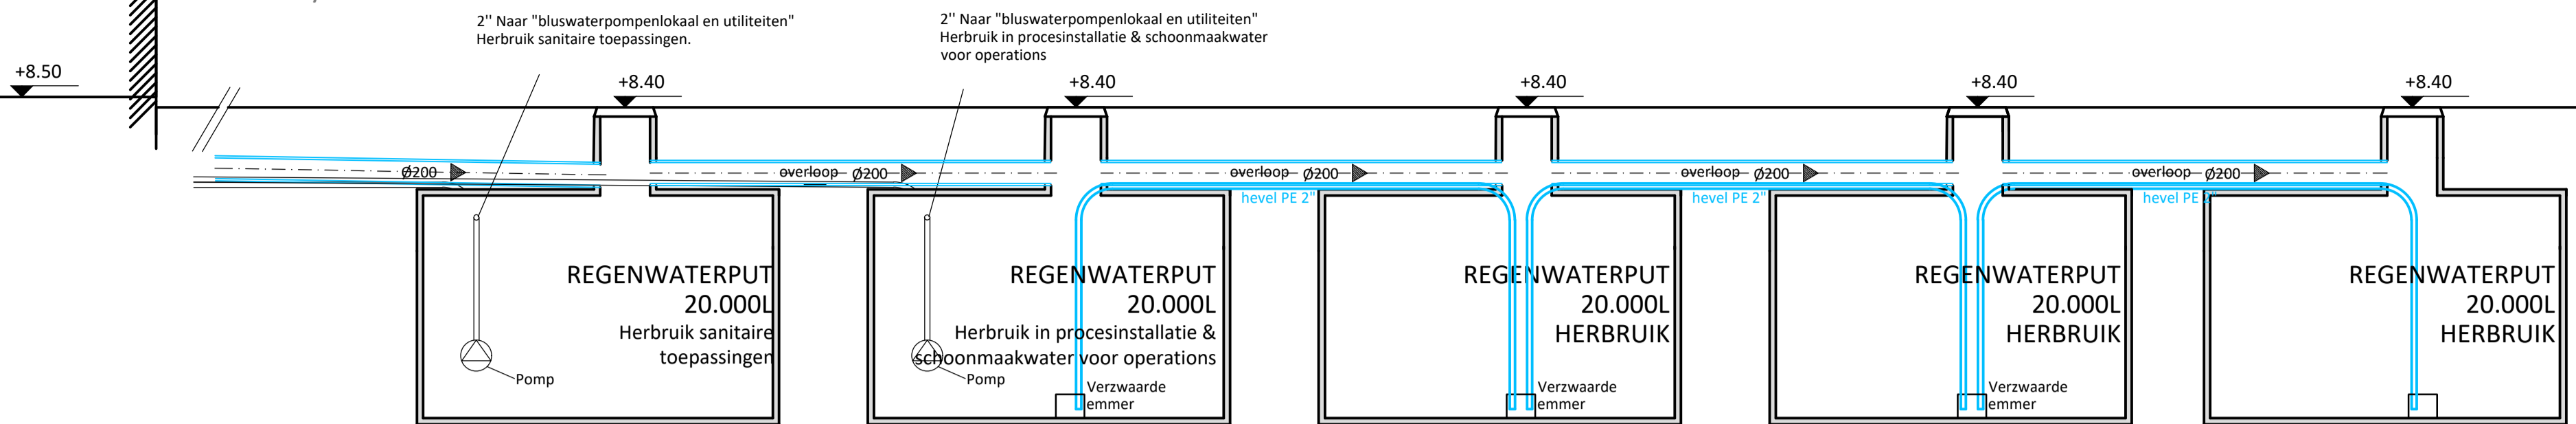 2'' Naar "bluswaterpompenlokaal en utiliteiten"
Herbruik sanitaire toepassingen.
2'' Naar "bluswaterpompenlokaal en utiliteiten"
Herbruik in procesinstallatie & schoonmaakwater
voor operations
+8.50
+8.40
+8.40
+8.40
+8.40
+8.40
Ø200
overloop Ø200
overloop Ø200
overloop Ø200
overloop Ø200
hevel PE 2"
hevel PE 2"
hevel PE 2"
REGENWATERPUT
20.000L
Herbruik sanitaire
toepassingen
Pomp
REGENWATERPUT
20.000L
Herbruik in procesinstallatie &
schoonmaakwater voor operations
Pomp
Verzwaarde
emmer
REGENWATERPUT
20.000L
HERBRUIK
Verzwaarde
emmer
REGENWATERPUT
20.000L
HERBRUIK
Verzwaarde
emmer
REGENWATERPUT
20.000L
HERBRUIK